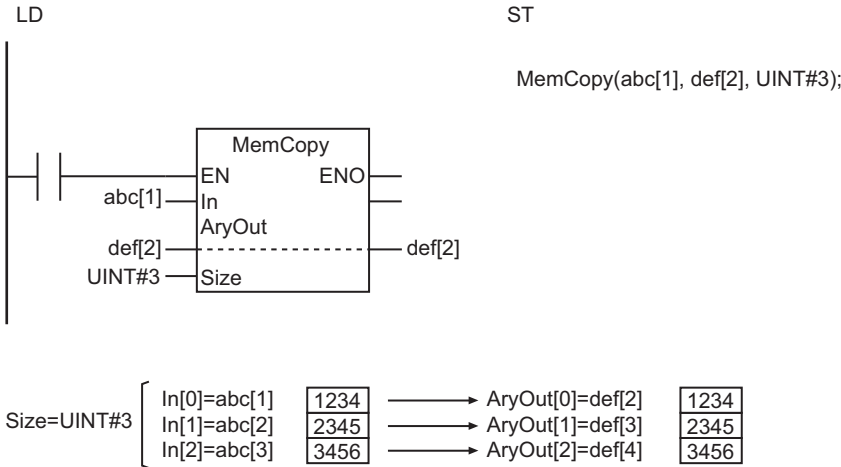 LD
ST
MemCopy(abc[1], def[2], UINT#3);
MemCopy
EN ENO
abc[1] In
AryOut
def[2] def[2]
UINT#3 Size
In[0]=abc[1] 1234 AryOut[0]=def[2] 1234
Size=UINT#3 In[1]=abc[2] 2345 AryOut[1]=def[3] 2345
In[2]=abc[3] 3456 AryOut[2]=def[4] 3456